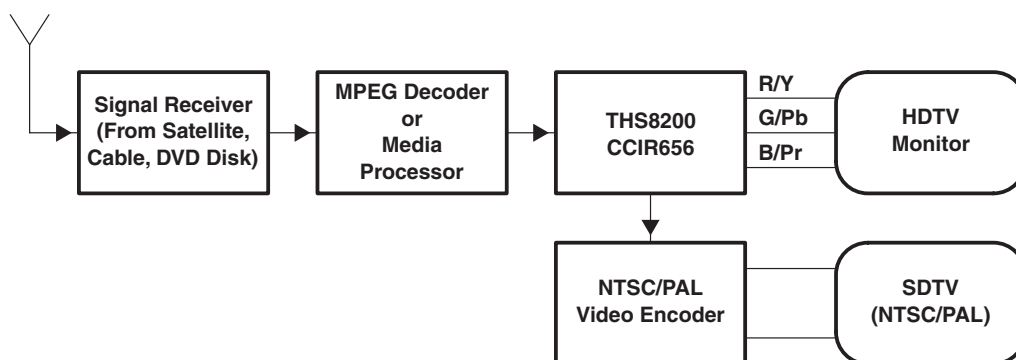 Signal Receiver
(From Satellite,
Cable, DVD Disk)
MPEG Decoder
or
Media
Processor
THS8200
CCIR656
R/Y
G/Pb
B/Pr
HDTV
Monitor
NTSC/PAL
Video Encoder
SDTV
(NTSC/PAL)